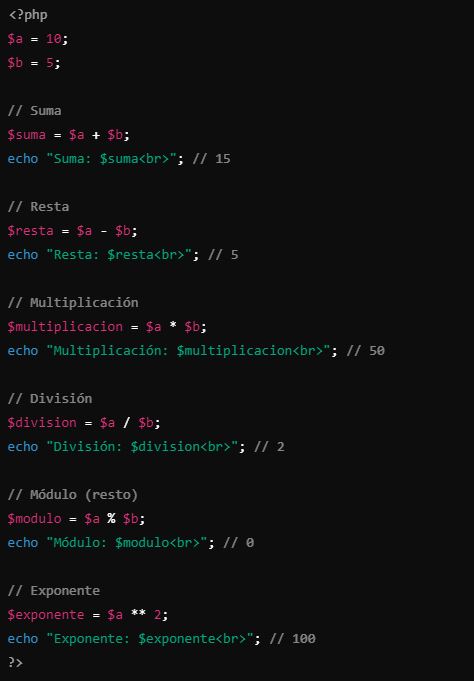 <?php
$a = 10;
$b = 5;
// Suma
$suma = $a + $b;
echo "Suma: $suma<br>"; // 15
// Resta
$resta = $a - $b;
echo "Resta: $resta<br>"; // 5
// Multiplicación
$multiplicacion = $a * $b;
echo "Multiplicación: $multiplicacion<br>"; // 50
// División
$division = $a / $b;
echo "División: $division<br>"; // 2
// Módulo (resto)
$modulo = $a % $b;
echo "Módulo: $modulo<br>"; // 0
// Exponente
$exponente = $a ** 2;
echo "Exponente: $exponente<br>"; // 100
?>